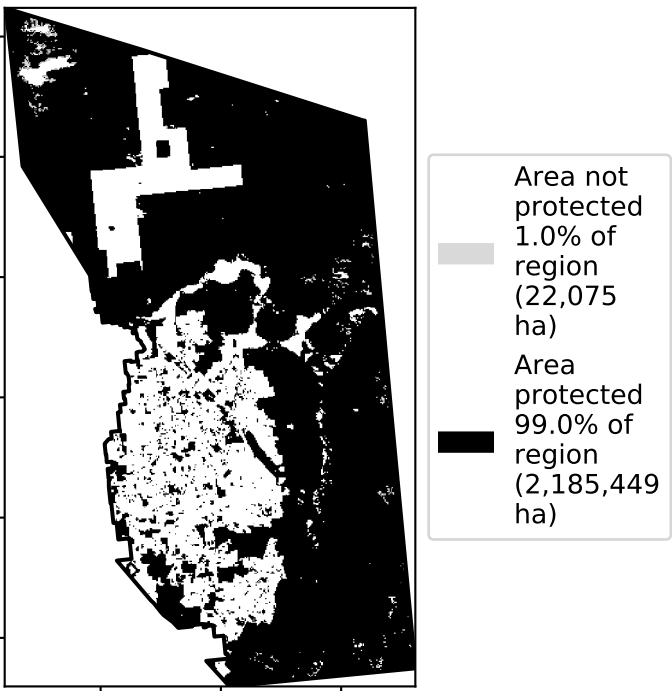 Area not
protected
1.0% of
region
(22,075
ha)
Area
protected
99.0% of
region
(2,185,449
ha)